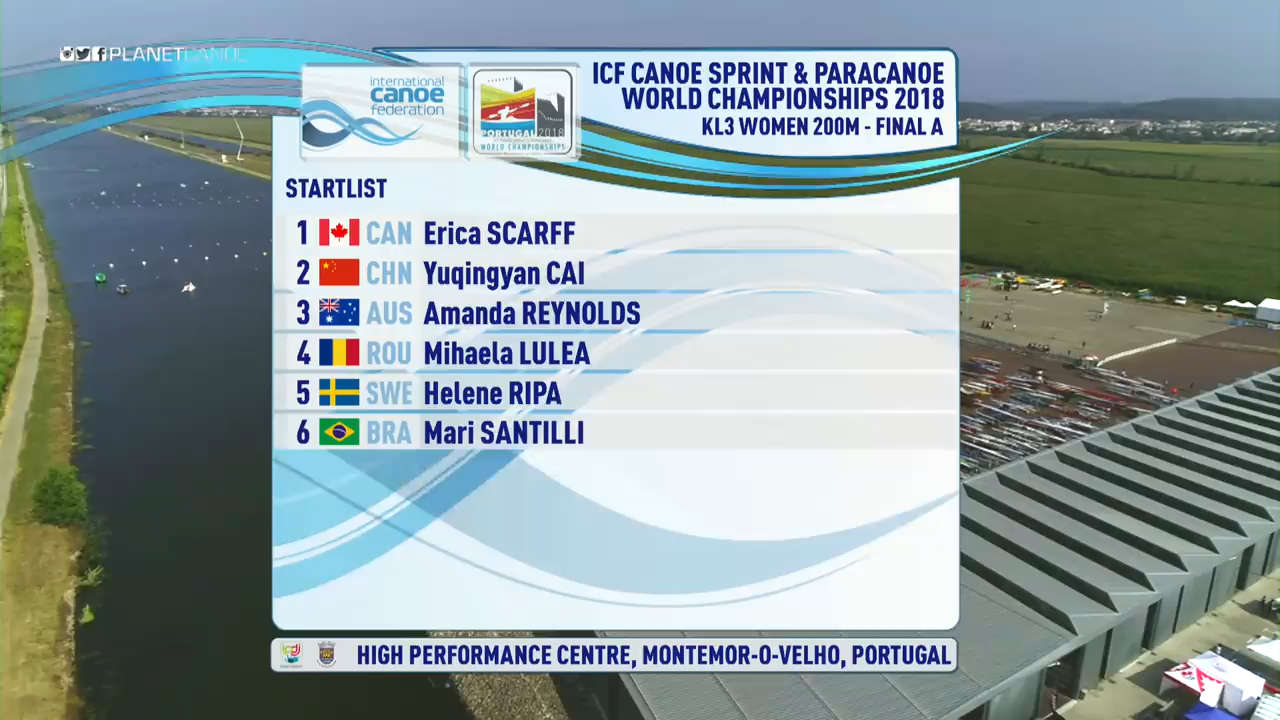 PLANETCANOE
international
canoe
federation
PORTUGAL 2018
WORLD CHAMPIONSHIPS
ICF CANOE SPRINT & PARACANOE
WORLD CHAMPIONSHIPS 2018
KL3 WOMEN 200M - FINAL A
STARTLIST
1 CAN Erica SCARFF
2 CHN Yuqingyan CAI
3 AUS Amanda REYNOLDS
4 ROU Mihaela LULEA
5 SWE Helene RIPA
6 BRA Mari SANTILLI
HIGH PERFORMANCE CENTRE, MONTEMOR-O-VELHO, PORTUGAL